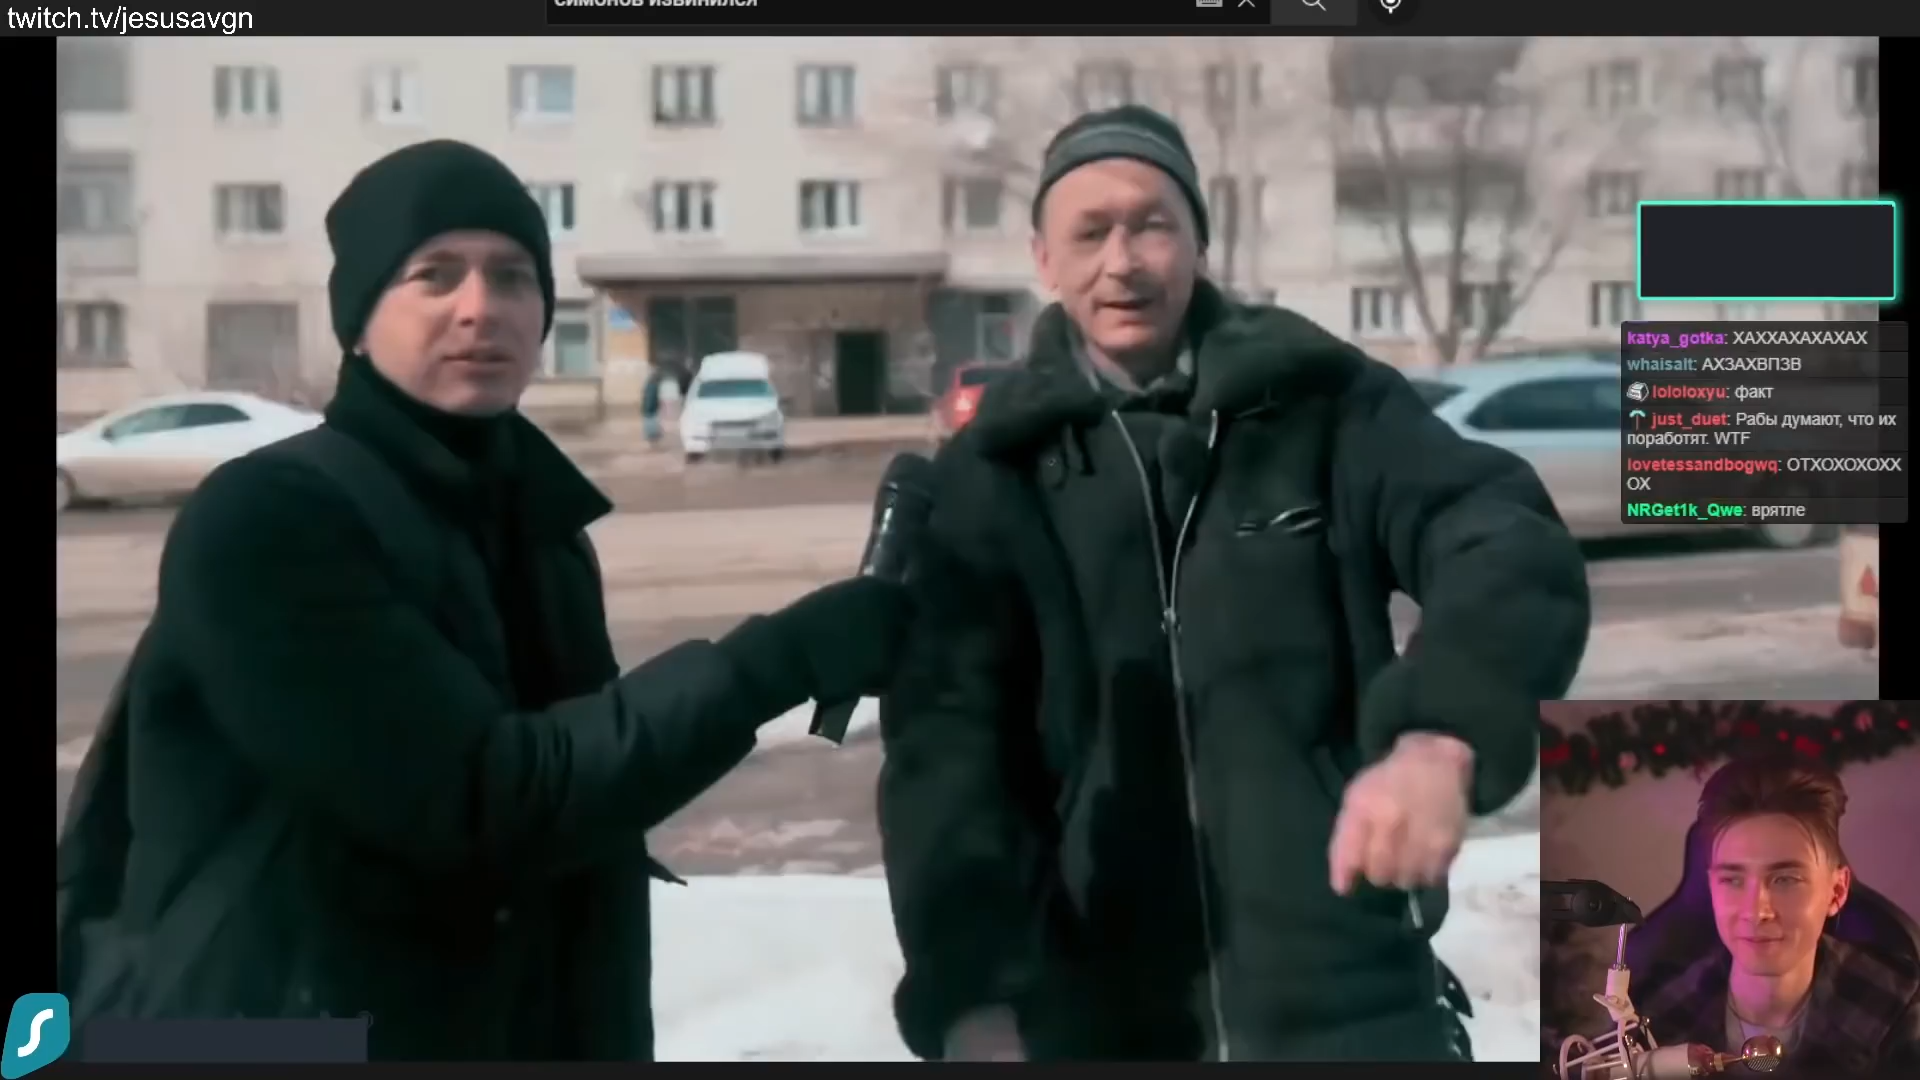 twitch.tv/jesusavgn
симонов извинился
katya_gotka: ХАХХАХАХАХАХ
whaisalt: АХЗАХВПЗВ
lololoxyu: факт
just_duet: Рабы думают, что их
поработят. WTF
lovetessandbogwq: ОТХОХОХОХХ
ОХ
NRGet1k_Qwe: врятле